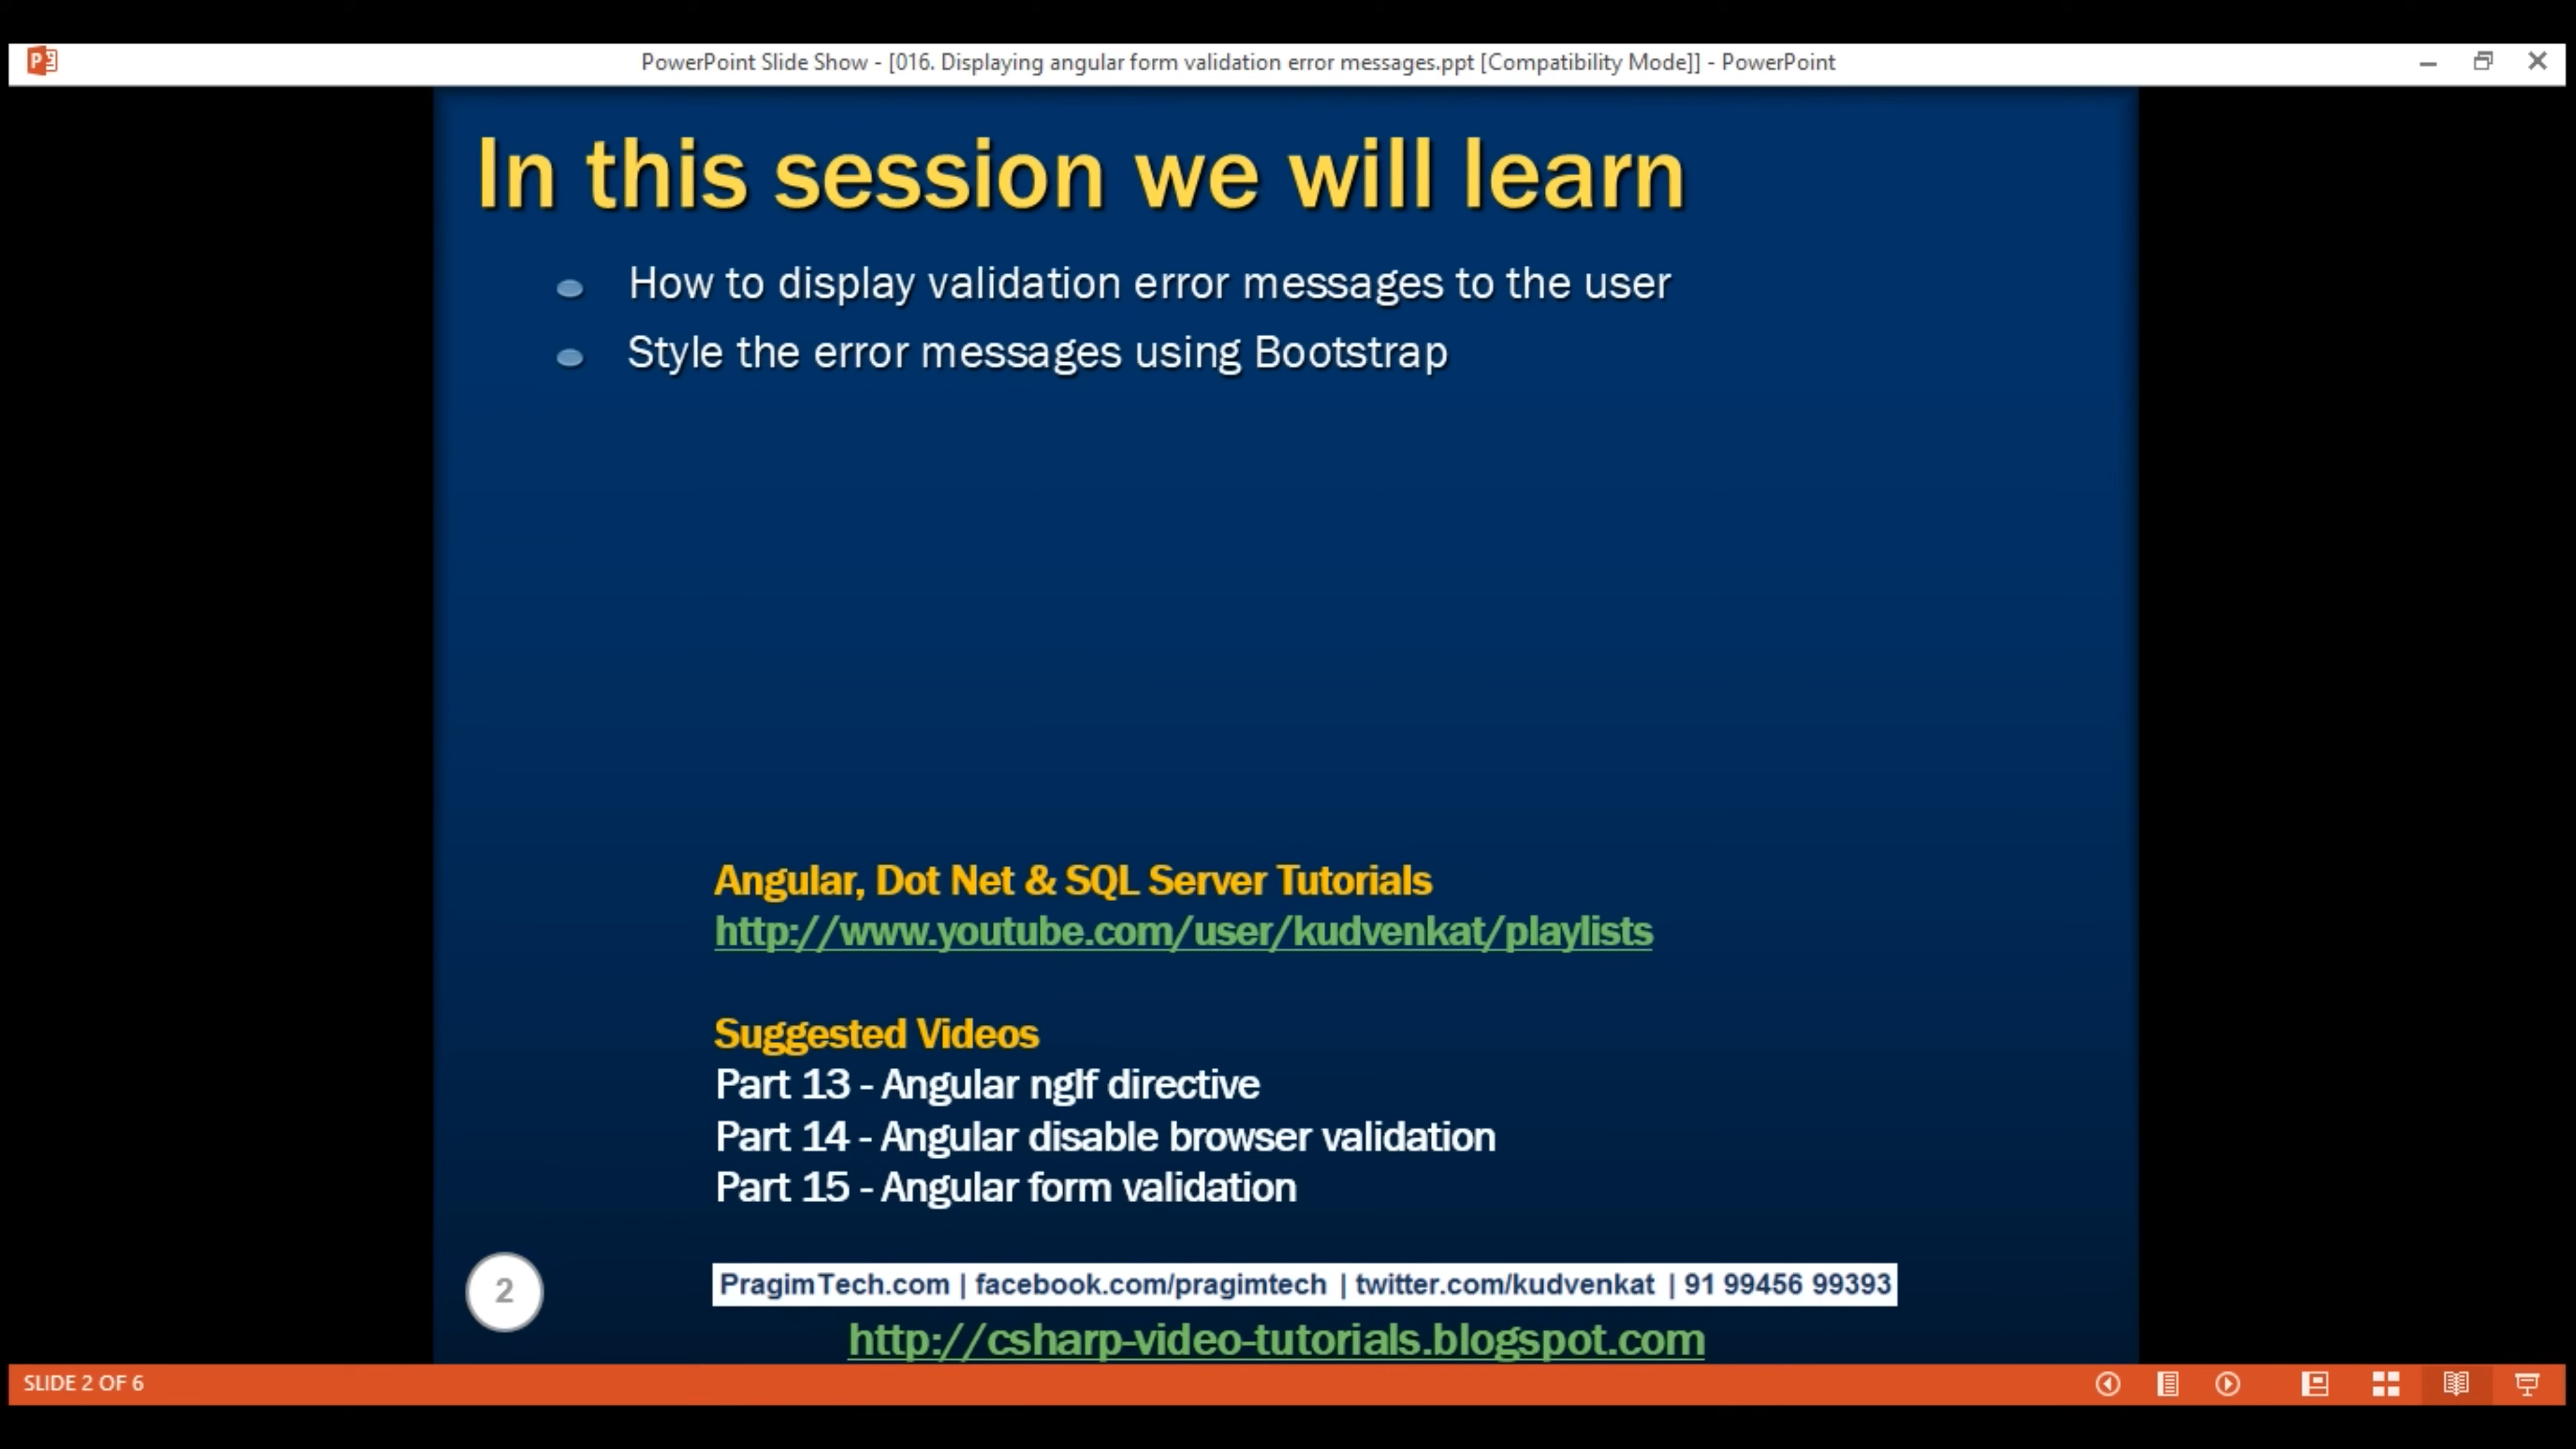 PowerPoint Slide Show - [016. Displaying angular form validation error messages.ppt [Compatibility Mode]] - PowerPoint
In this session we will learn
How to display validation error messages to the user
Style the error messages using Bootstrap
Angular, Dot Net & SQL Server Tutorials
http://www.youtube.com/user/kudvenkat/playlists
Suggested Videos
Part 13 - Angular ngIf directive
Part 14 - Angular disable browser validation
Part 15 - Angular form validation
2
PragimTech.com | facebook.com/pragimtech | twitter.com/kudvenkat | 91 99456 99393
http://csharp-video-tutorials.blogspot.com
SLIDE 2 OF 6